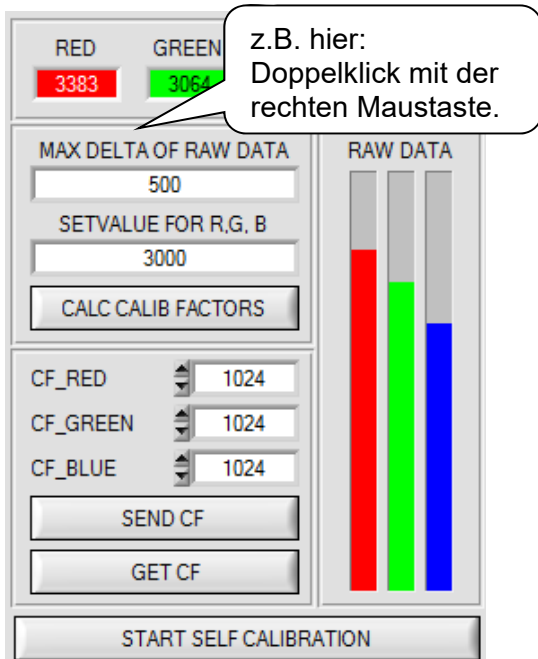 RED GREEN
z.B. hier:
Doppelklick mit der
rechten Maustaste.
3383 3064
MAX DELTA OF RAW DATA
500
SETVALUE FOR R,G, B
3000
CALC CALIB FACTORS
RAW DATA
CF_RED 1024
CF_GREEN 1024
CF_BLUE 1024
SEND CF
GET CF
START SELF CALIBRATION